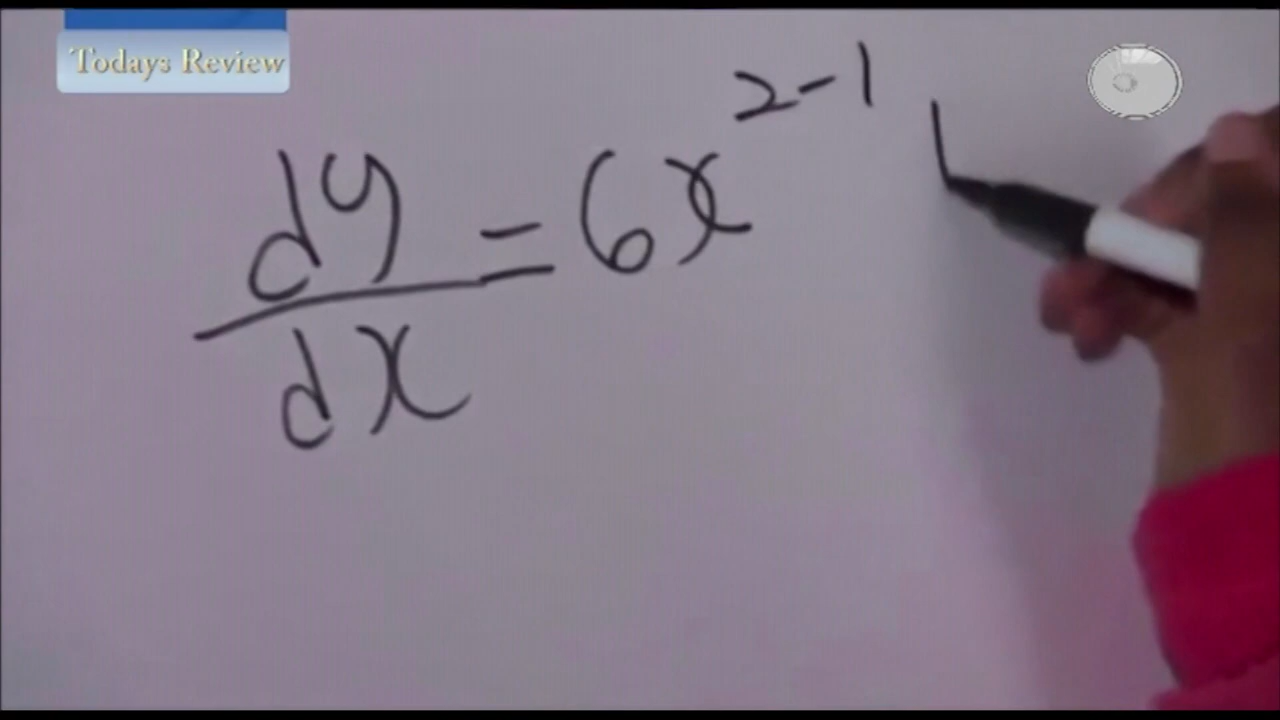 Todays Review
dy/dx = 6x^{2-1}